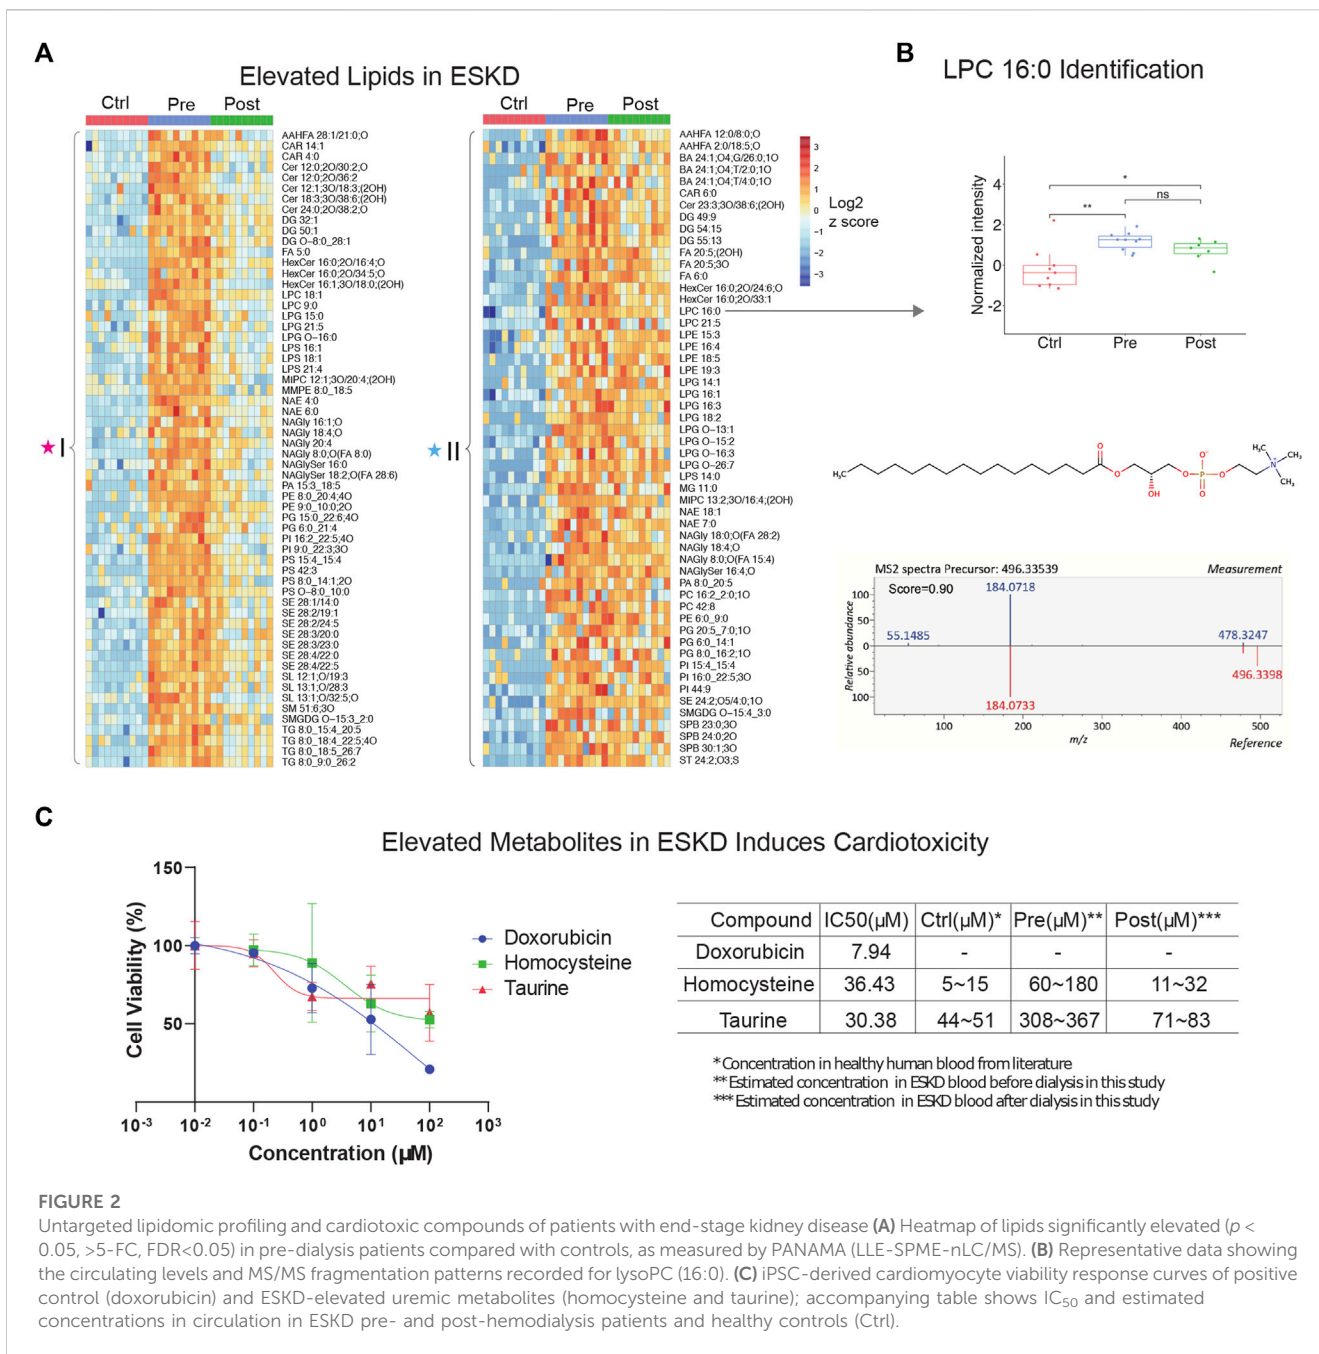 A
Elevated Lipids in ESKD
Ctrl Pre Post
AAHFA 28:1/21:0;O
CAR 14:1
CAR 4:0
Cer 12:0;2O/30:2;O
Cer 12:0;2O/36:2
Cer 12:1;3O/18:3;(2OH)
Cer 18:3;3O/38:6;(2OH)
Cer 24:0;2O/38:2;O
DG 32:1
DG 50:1
DG O−8:0_28:1
FA 5:0
HexCer 16:0;2O/16:4;O
HexCer 16:0;2O/34:5;O
HexCer 16:1;3O/18:0;(2OH)
LPC 18:1
LPC 9:0
LPG 15:0
LPG 21:5
LPG O−16:0
LPS 16:1
LPS 18:1
LPS 21:4
MIPC 12:1;3O/20:4;(2OH)
MMPE 8:0_18:5
NAE 4:0
NAE 6:0
NAGly 16:1;O
NAGly 18:4;O
NAGly 20:4
NAGly 8:0;O(FA 8:0)
NAGlySer 16:0
NAGlySer 18:2;O(FA 28:6)
PA 15:3_18:5
PE 8:0_20:4;4O
PE 9:0_10:0;2O
PG 15:0_22:6;4O
PG 6:0_21:4
PI 16:2_22:5;4O
PI 9:0_22:3;3O
PS 15:4_15:4
PS 42:3
PS 8:0_14:1;2O
PS O−8:0_10:0
SE 28:1/14:0
SE 28:2/19:1
SE 28:2/24:5
SE 28:3/20:0
SE 28:3/23:0
SE 28:4/22:0
SE 28:4/22:5
SL 12:1;O/19:3
SL 13:1;O/28:3
SL 13:1;O/32:5;O
SM 51:6;3O
SMGDG O−15:3_2:0
TG 8:0_15:4_20:5
TG 8:0_18:4_22:5;4O
TG 8:0_18:5_26:7
TG 8:0_9:0_26:2
I
Ctrl Pre Post
AAHFA 12:0/8:0;O
AAHFA 2:0/18:5;O
BA 24:1;O4;G/26:0;1O
BA 24:1;O4;T/2:0;1O
BA 24:1;O4;T/4:0;1O
CAR 6:0
Cer 23:3;3O/38:6;(2OH)
DG 49:9
DG 54:15
DG 55:13
FA 20:5;(2OH)
FA 20:5;3O
FA 6:0
HexCer 16:0;2O/24:6;O
HexCer 16:0;2O/33:1
LPC 16:0
LPC 21:5
LPE 15:3
LPE 16:4
LPE 18:5
LPE 19:3
LPG 14:1
LPG 16:1
LPG 16:3
LPG 18:2
LPG O−13:1
LPG O−15:2
LPG O−16:3
LPG O−26:7
LPS 14:0
MG 11:0
MIPC 13:2;3O/16:4;(2OH)
NAE 18:1
NAE 7:0
NAGly 18:0;O(FA 28:2)
NAGly 18:4;O
NAGly 8:0;O(FA 15:4)
NAGlySer 16:4;O
PA 8:0_20:5
PC 16:2_2:0;1O
PC 42:8
PE 6:0_9:0
PG 20:5_7:0;1O
PG 6:0_14:1
PG 8:0_16:2;1O
PI 15:4_15:4
PI 16:0_22:5;3O
PI 44:9
SE 24:2;O5/4:0;1O
SMGDG O−15:4_3:0
SPB 23:0;3O
SPB 24:0;2O
SPB 30:1;3O
ST 24:2;O3;S
II
3
2
1
0
−1
−2
−3
Log2
z score
B
LPC 16:0 Identification
Normalized intensity
4
2
0
-2
*
ns
**
Ctrl Pre Post
H₃C O O O OH O⁻ P O O N⁺ H₃C CH₃ CH₃
MS2 spectra Precursor: 496.33539 Measurement
Score=0.90
184.0718
55.1485
478.3247
496.3398
184.0733
Relative abundance
100
50
0
50
100
100 200 300 400 500
m/z
Reference
C
Elevated Metabolites in ESKD Induces Cardiotoxicity
Cell Viability (%)
150
100
50
10⁻³ 10⁻² 10⁻¹ 10⁰ 10¹ 10² 10³
Concentration (µM)
Doxorubicin
Homocysteine
Taurine
Compound IC50(µM) Ctrl(µM)* Pre(µM)** Post(µM)***
Doxorubicin 7.94 - - -
Homocysteine 36.43 5~15 60~180 11~32
Taurine 30.38 44~51 308~367 71~83
*Concentration in healthy human blood from literature
**Estimated concentration in ESKD blood before dialysis in this study
***Estimated concentration in ESKD blood after dialysis in this study
FIGURE 2
Untargeted lipidomic profiling and cardiotoxic compounds of patients with end-stage kidney disease (A) Heatmap of lipids significantly elevated (p <
0.05, >5-FC, FDR<0.05) in pre-dialysis patients compared with controls, as measured by PANAMA (LLE-SPME-nLC/MS). (B) Representative data showing
the circulating levels and MS/MS fragmentation patterns recorded for lysoPC (16:0). (C) iPSC-derived cardiomyocyte viability response curves of positive
control (doxorubicin) and ESKD-elevated uremic metabolites (homocysteine and taurine); accompanying table shows IC₅₀ and estimated
concentrations in circulation in ESKD pre- and post-hemodialysis patients and healthy controls (Ctrl).